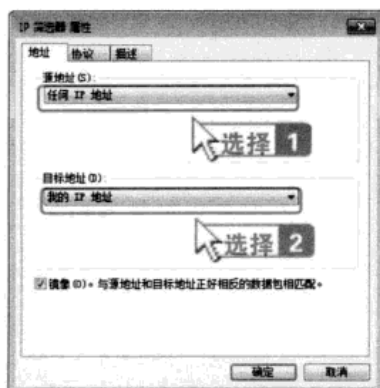 IP 筛选器 属性
地址 协议 描述
源地址(S):
任何 IP 地址
选择 1
目标地址(D):
我的 IP 地址
选择 2
镜像(O)。与源地址和目标地址正好相反的数据包相匹配。
确定 取消